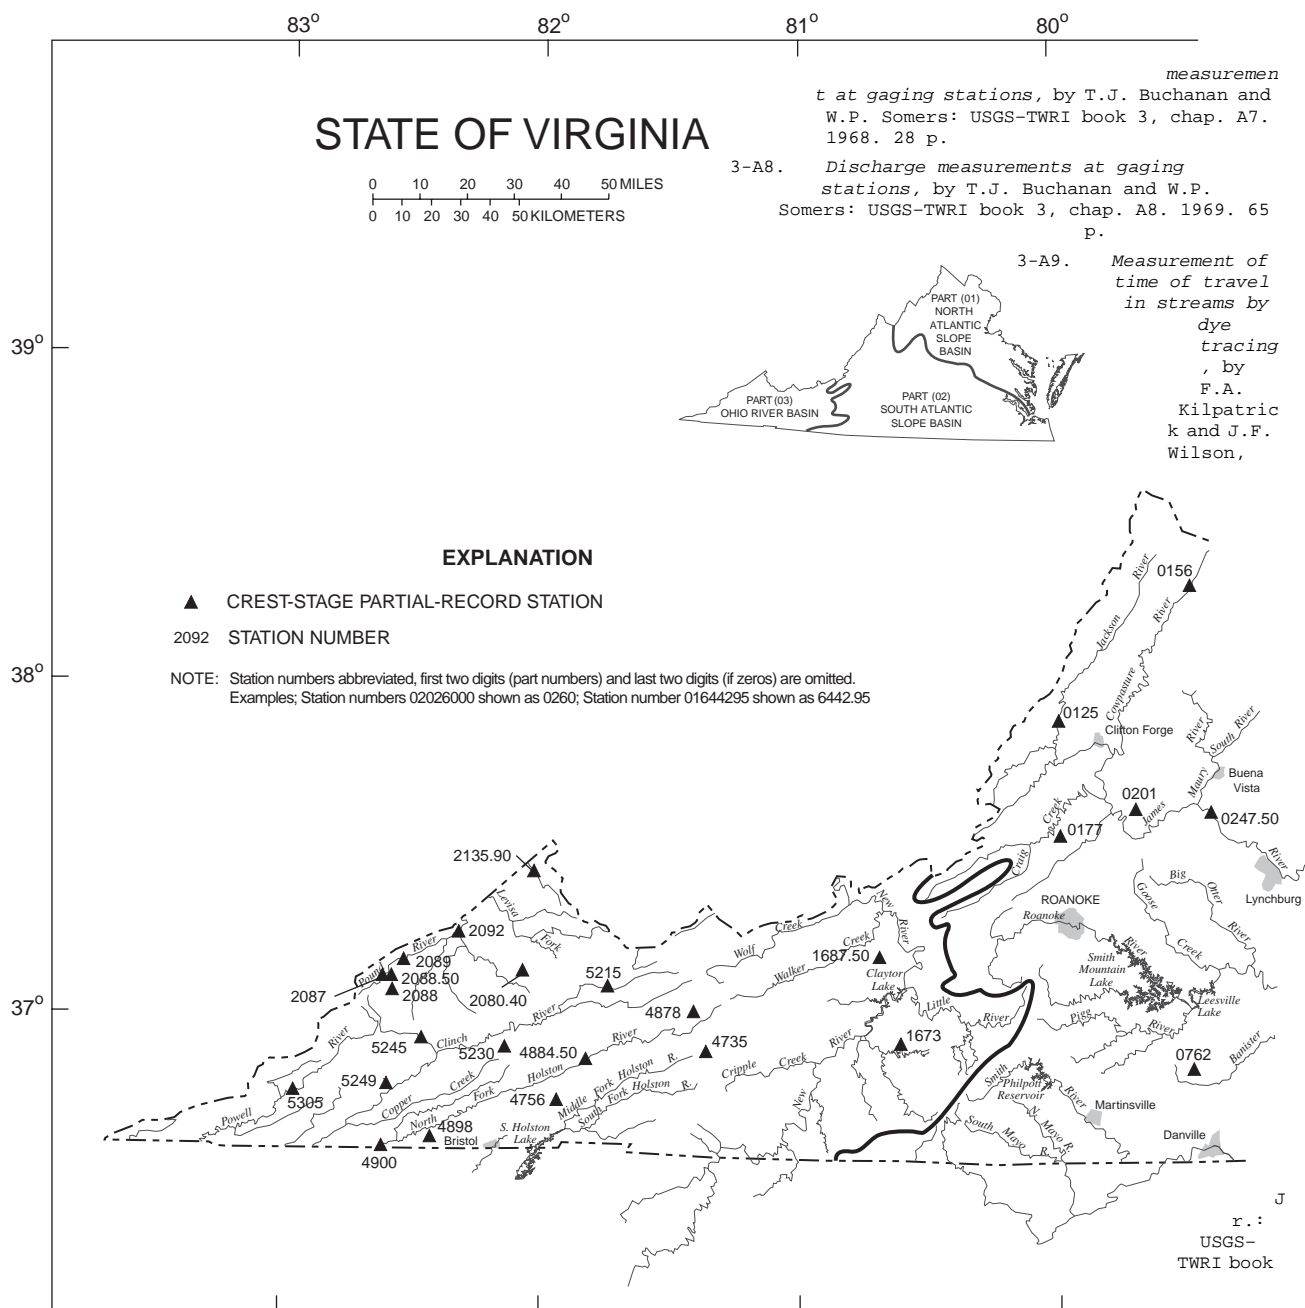 83°
82°
81°
80°
measuremen
t at gaging stations, by T.J. Buchanan and
W.P. Somers: USGS–TWRI book 3, chap. A7.
1968. 28 p.
3-A8. Discharge measurements at gaging
stations, by T.J. Buchanan and W.P.
Somers: USGS–TWRI book 3, chap. A8. 1969. 65
p.
3-A9. Measurement of
time of travel
in streams by
dye
tracing
, by
F.A.
Kilpatric
k and J.F.
Wilson,
STATE OF VIRGINIA
0 10 20 30 40 50 MILES
0 10 20 30 40 50 KILOMETERS
PART (01)
NORTH
ATLANTIC
SLOPE
BASIN
PART(03)
OHIO RIVER BASIN
PART (02)
SOUTH ATLANTIC
SLOPE BASIN
39°
EXPLANATION
CREST-STAGE PARTIAL-RECORD STATION
2092 STATION NUMBER
NOTE: Station numbers abbreviated, first two digits (part numbers) and last two digits (if zeros) are omitted.
Examples; Station numbers 02026000 shown as 0260; Station number 01644295 shown as 6442.95
38°
37°
0156
River
River
Jackson
Cowpasture
0125
Clifton Forge
River
South River
Maury
Buena
Vista
0201
James
0247.50
River
Lynchburg
Creek
0177
Craig
2135.90
Levisa
Fork
2092
River
Pound
2089
2088.50
2088
2087
2080.40
5215
New
River
Wolf Creek
Walker Creek
1687.50
Claytor
Lake
Little River
1673
ROANOKE
Roanoke
River
Goose
Creek
Big
Otter
River
Smith
Mountain
Lake
Leesville
Lake
Pigg River
0762
Banister
4878
4735
Cripple Creek
River
New
River
Powell
5305
5245
5249
Clinch River
5230
Copper Creek
4884.50
North Fork Holston River
4756
Middle Fork Holston R.
South Fork Holston R.
4898
4900
Bristol
S. Holston
Lake
Smith
Philpott
Reservoir
River
Martinsville
N.
Mayo R.
South Mayo R.
Danville
J
r.:
USGS–
TWRI book